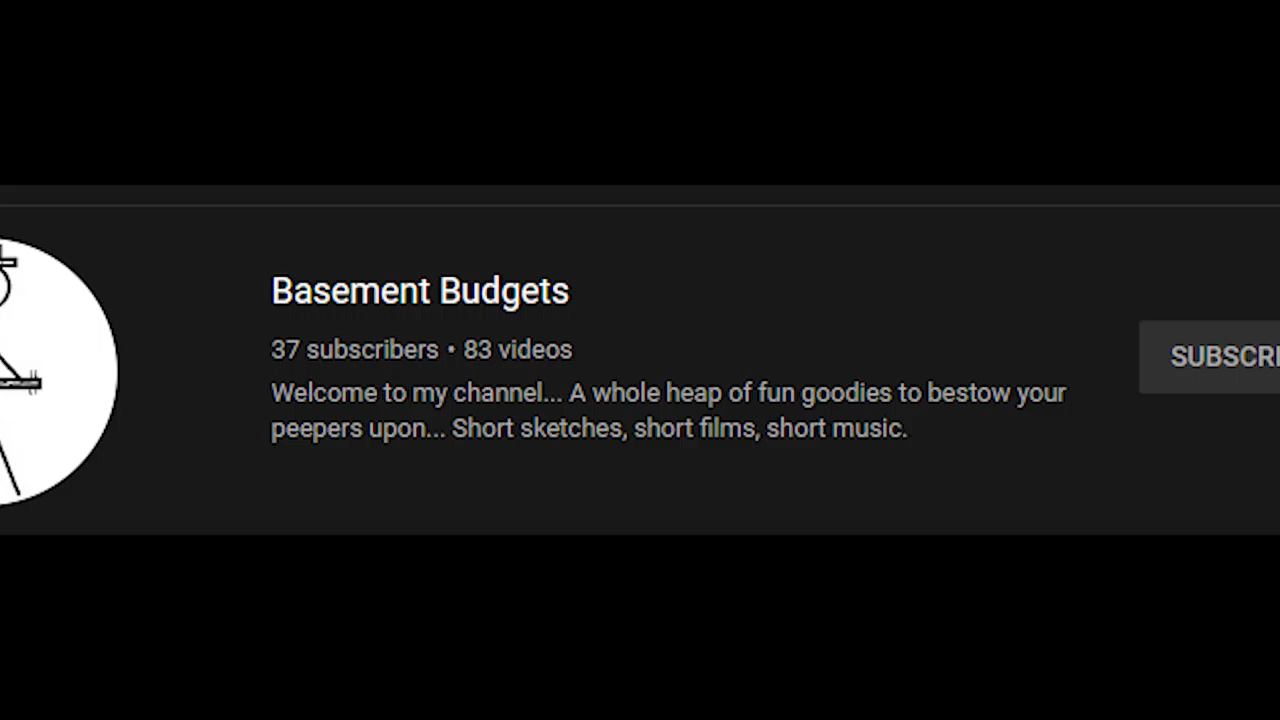 Basement Budgets
37 subscribers • 83 videos
SUBSCRI
Welcome to my channel... A whole heap of fun goodies to bestow your
peepers upon... Short sketches, short films, short music.